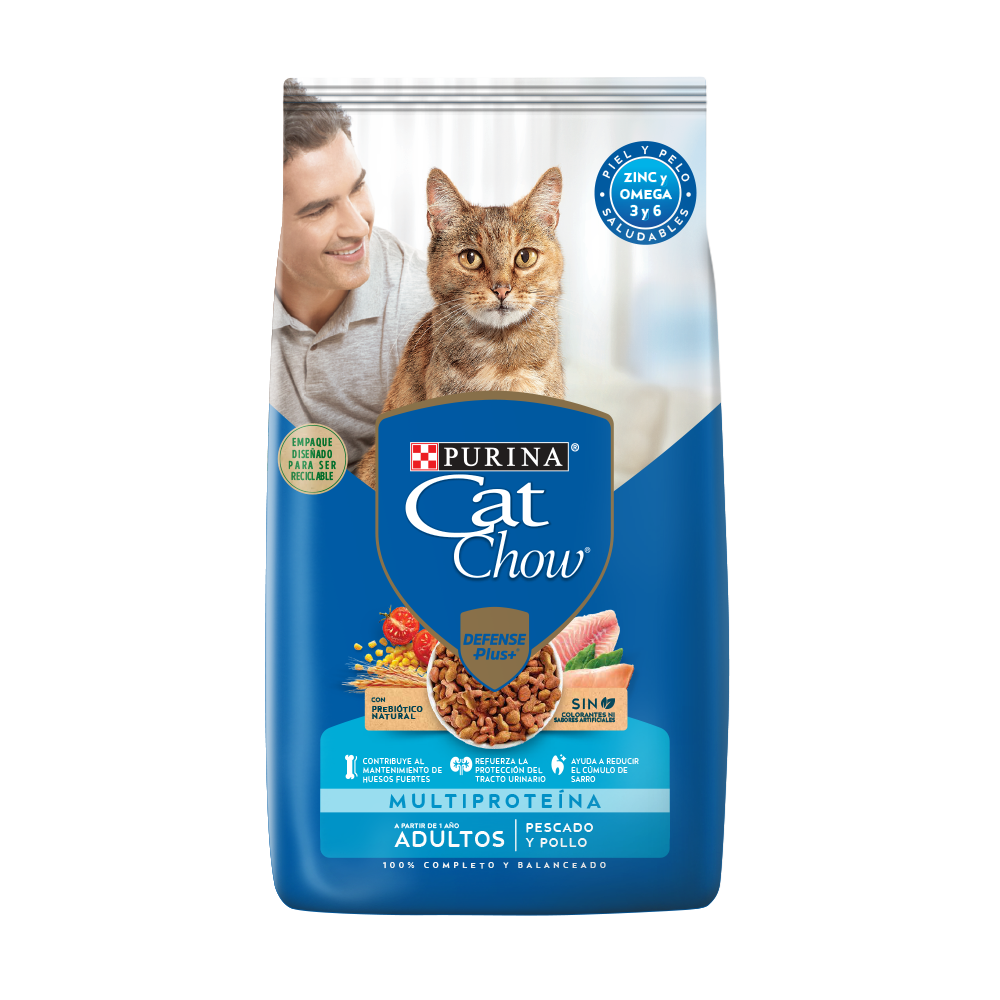 PIEL Y PELO
ZINC y
OMEGA
3 y 6
SALUDABLES
EMPAQUE
DISEÑADO
PARA SER
RECICLABLE
PURINA®
Cat
Chow®
DEFENSE
Plus+
CON
PREBIÓTICO
NATURAL
SIN
COLORANTES NI
SABORES ARTIFICIALES
CONTRIBUYE AL
MANTENIMIENTO DE
HUESOS FUERTES
REFUERZA LA
PROTECCIÓN DEL
TRACTO URINARIO
AYUDA A REDUCIR
EL CÚMULO DE
SARRO
MULTIPROTEÍNA
A PARTIR DE 1 AÑO
ADULTOS
PESCADO
Y POLLO
100% COMPLETO Y BALANCEADO